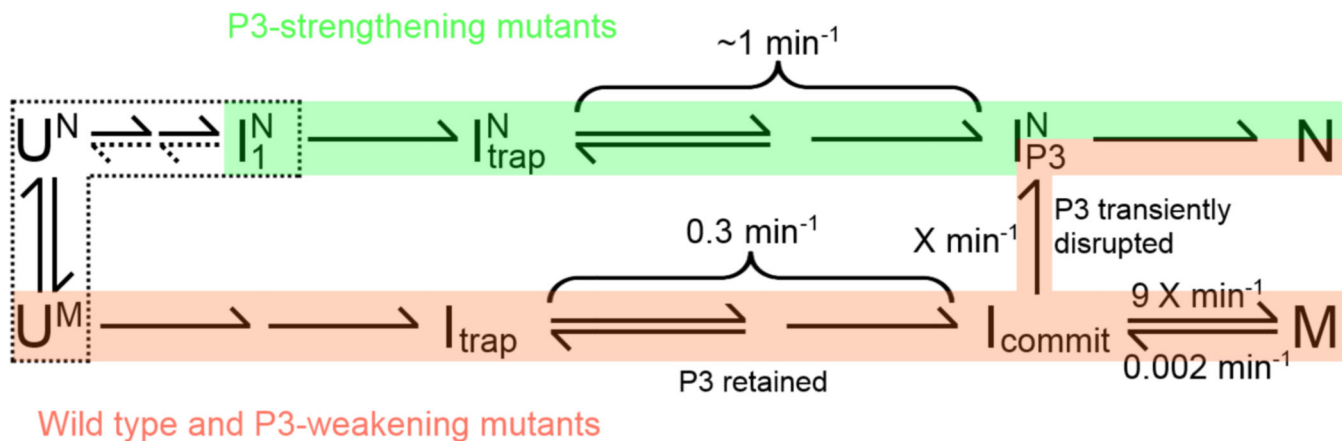 P3-strengthening mutants
~1 min⁻¹
Uᴺ I₁ᴺ Iᴺtrap IᴺP3 N
0.3 min⁻¹ X min⁻¹ P3 transiently
disrupted
9 X min⁻¹
Uᴹ Itrap Icommit M
P3 retained 0.002 min⁻¹
Wild type and P3-weakening mutants